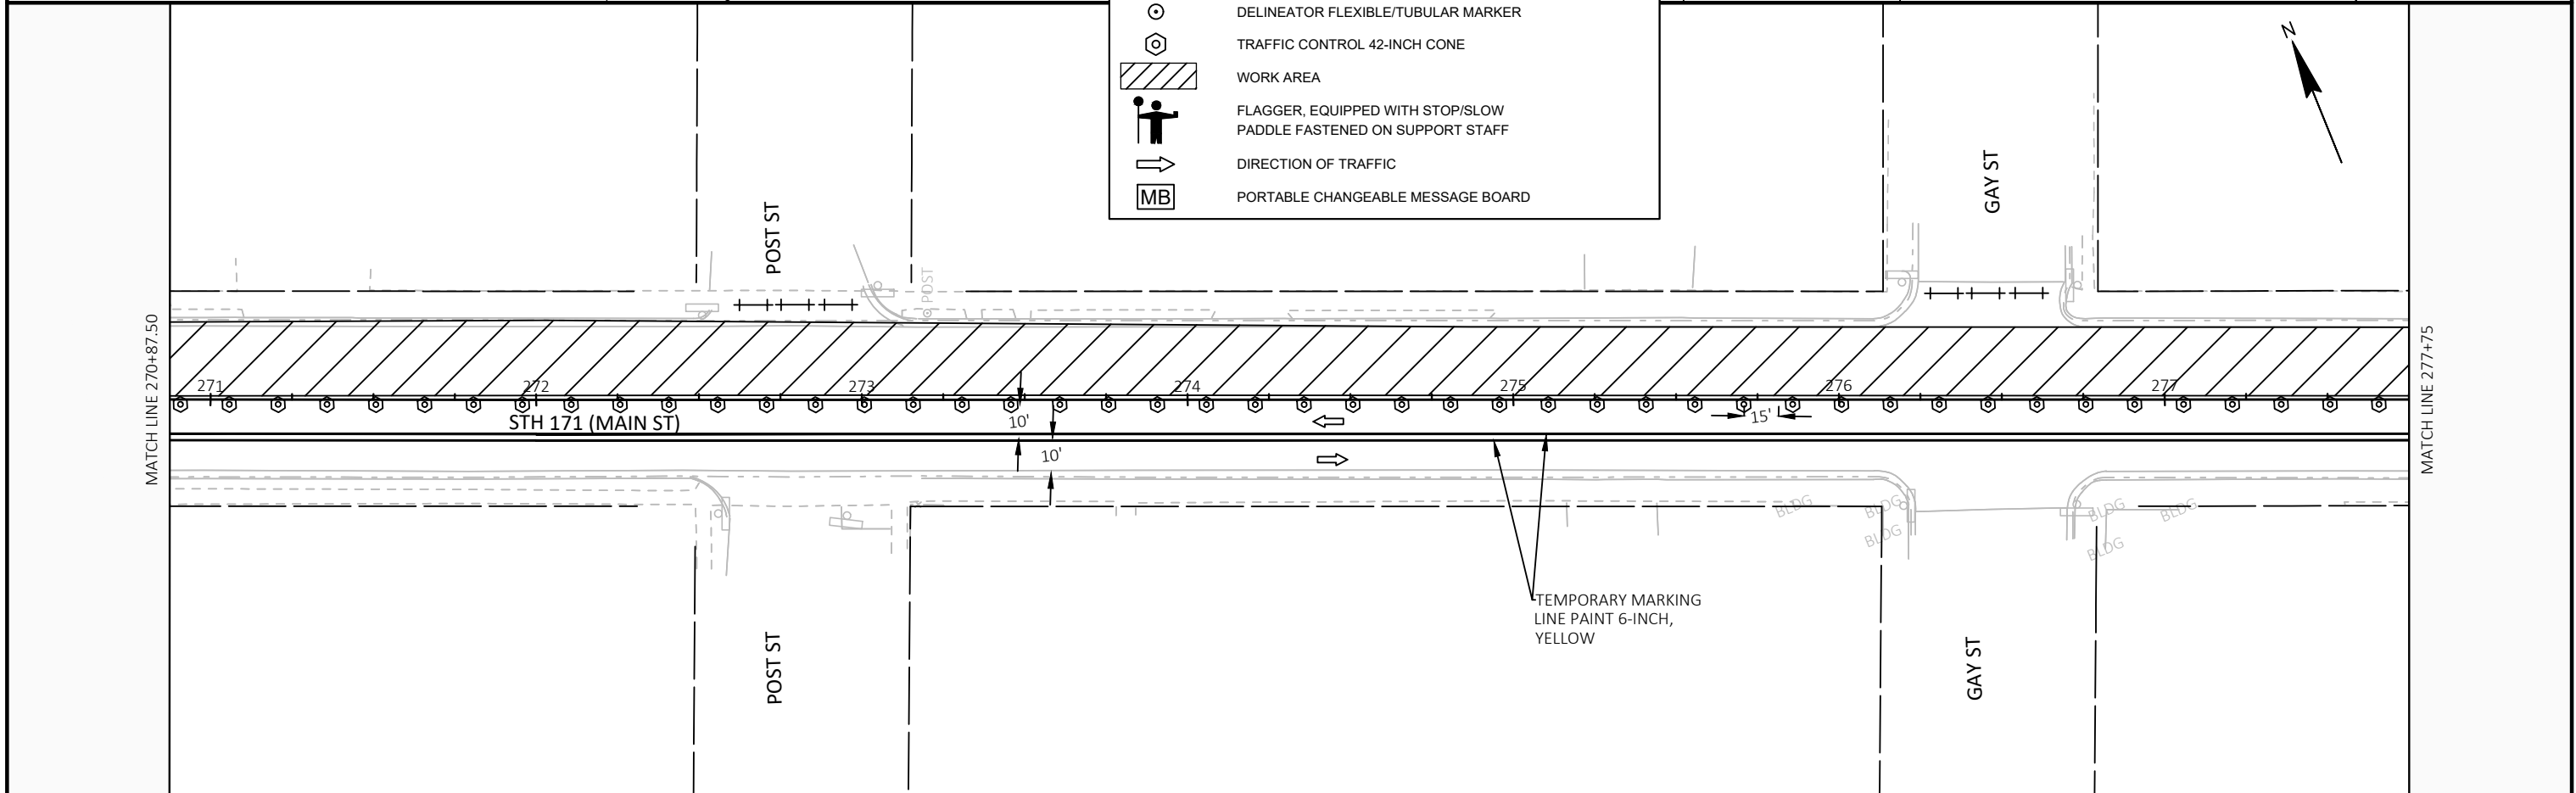 DELINEATOR FLEXIBLE/TUBULAR MARKER
TRAFFIC CONTROL 42-INCH CONE
WORK AREA
FLAGGER, EQUIPPED WITH STOP/SLOW
PADDLE FASTENED ON SUPPORT STAFF
DIRECTION OF TRAFFIC
MB
PORTABLE CHANGEABLE MESSAGE BOARD
N
POST ST
GAY ST
POST
MATCH LINE 270+87.50
MATCH LINE 277+75
271
272
273
274
275
276
277
STH 171 (MAIN ST)
10'
15'
10'
BLDG
BLDG
BLDG
BLDG
BLDG
BLDG
TEMPORARY MARKING
LINE PAINT 6-INCH,
YELLOW
POST ST
GAY ST